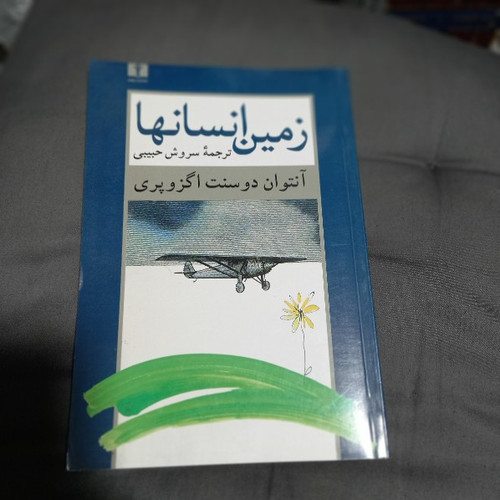 زمین انسانها
ترجمهٔ سروش حبیبی
آنتوان دوسنت اگزوپری